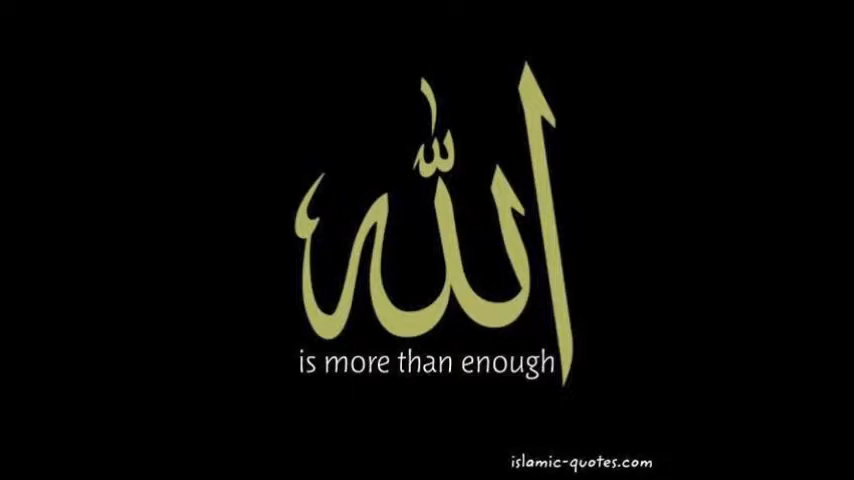 الله
is more than enough
islamic-quotes.com